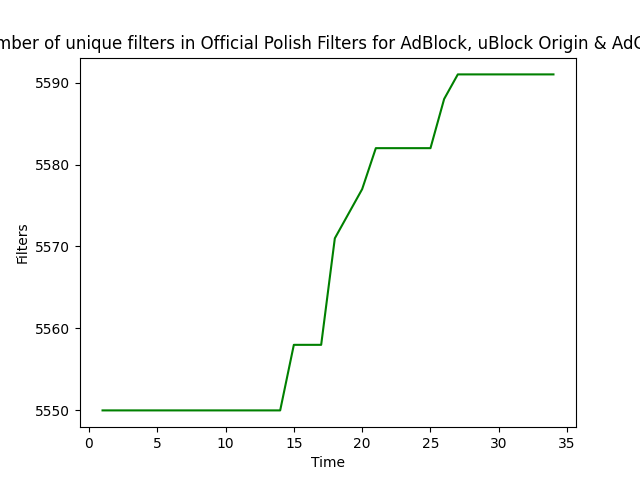 mber of unique filters in Official Polish Filters for AdBlock, uBlock Origin & AdG
5590
5580
5570
5560
5550
Filters
0 5 10 15 20 25 30 35
Time